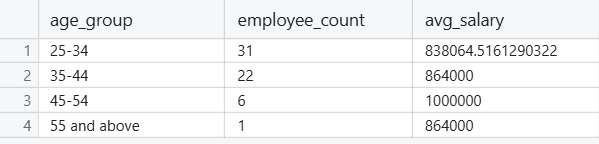 age_group employee_count avg_salary
1 25-34 31 838064.5161290322
2 35-44 22 864000
3 45-54 6 1000000
4 55 and above 1 864000